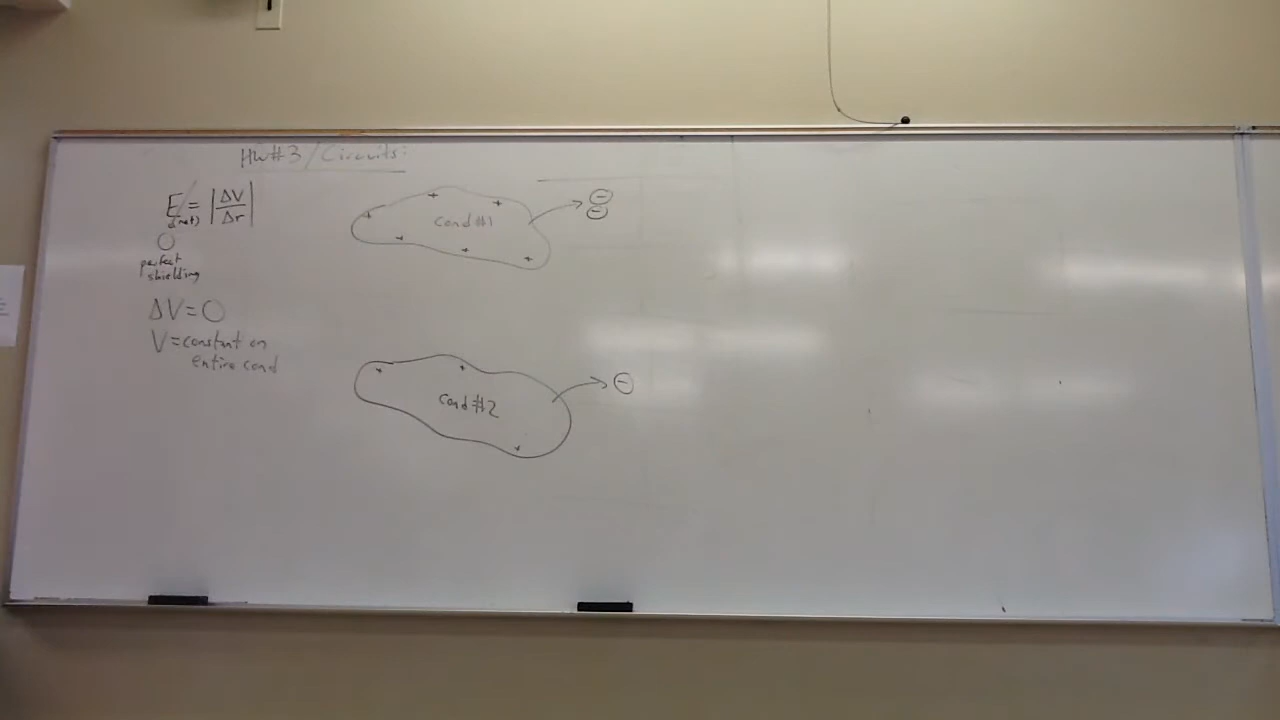 HW#3/Circuits:
E(net) = |ΔV/Δr|
0
perfect
shielding
ΔV=0
V=constant on
entire cond
+ + + + + + +
cond#1
−
−
+ + +
cond#2
−